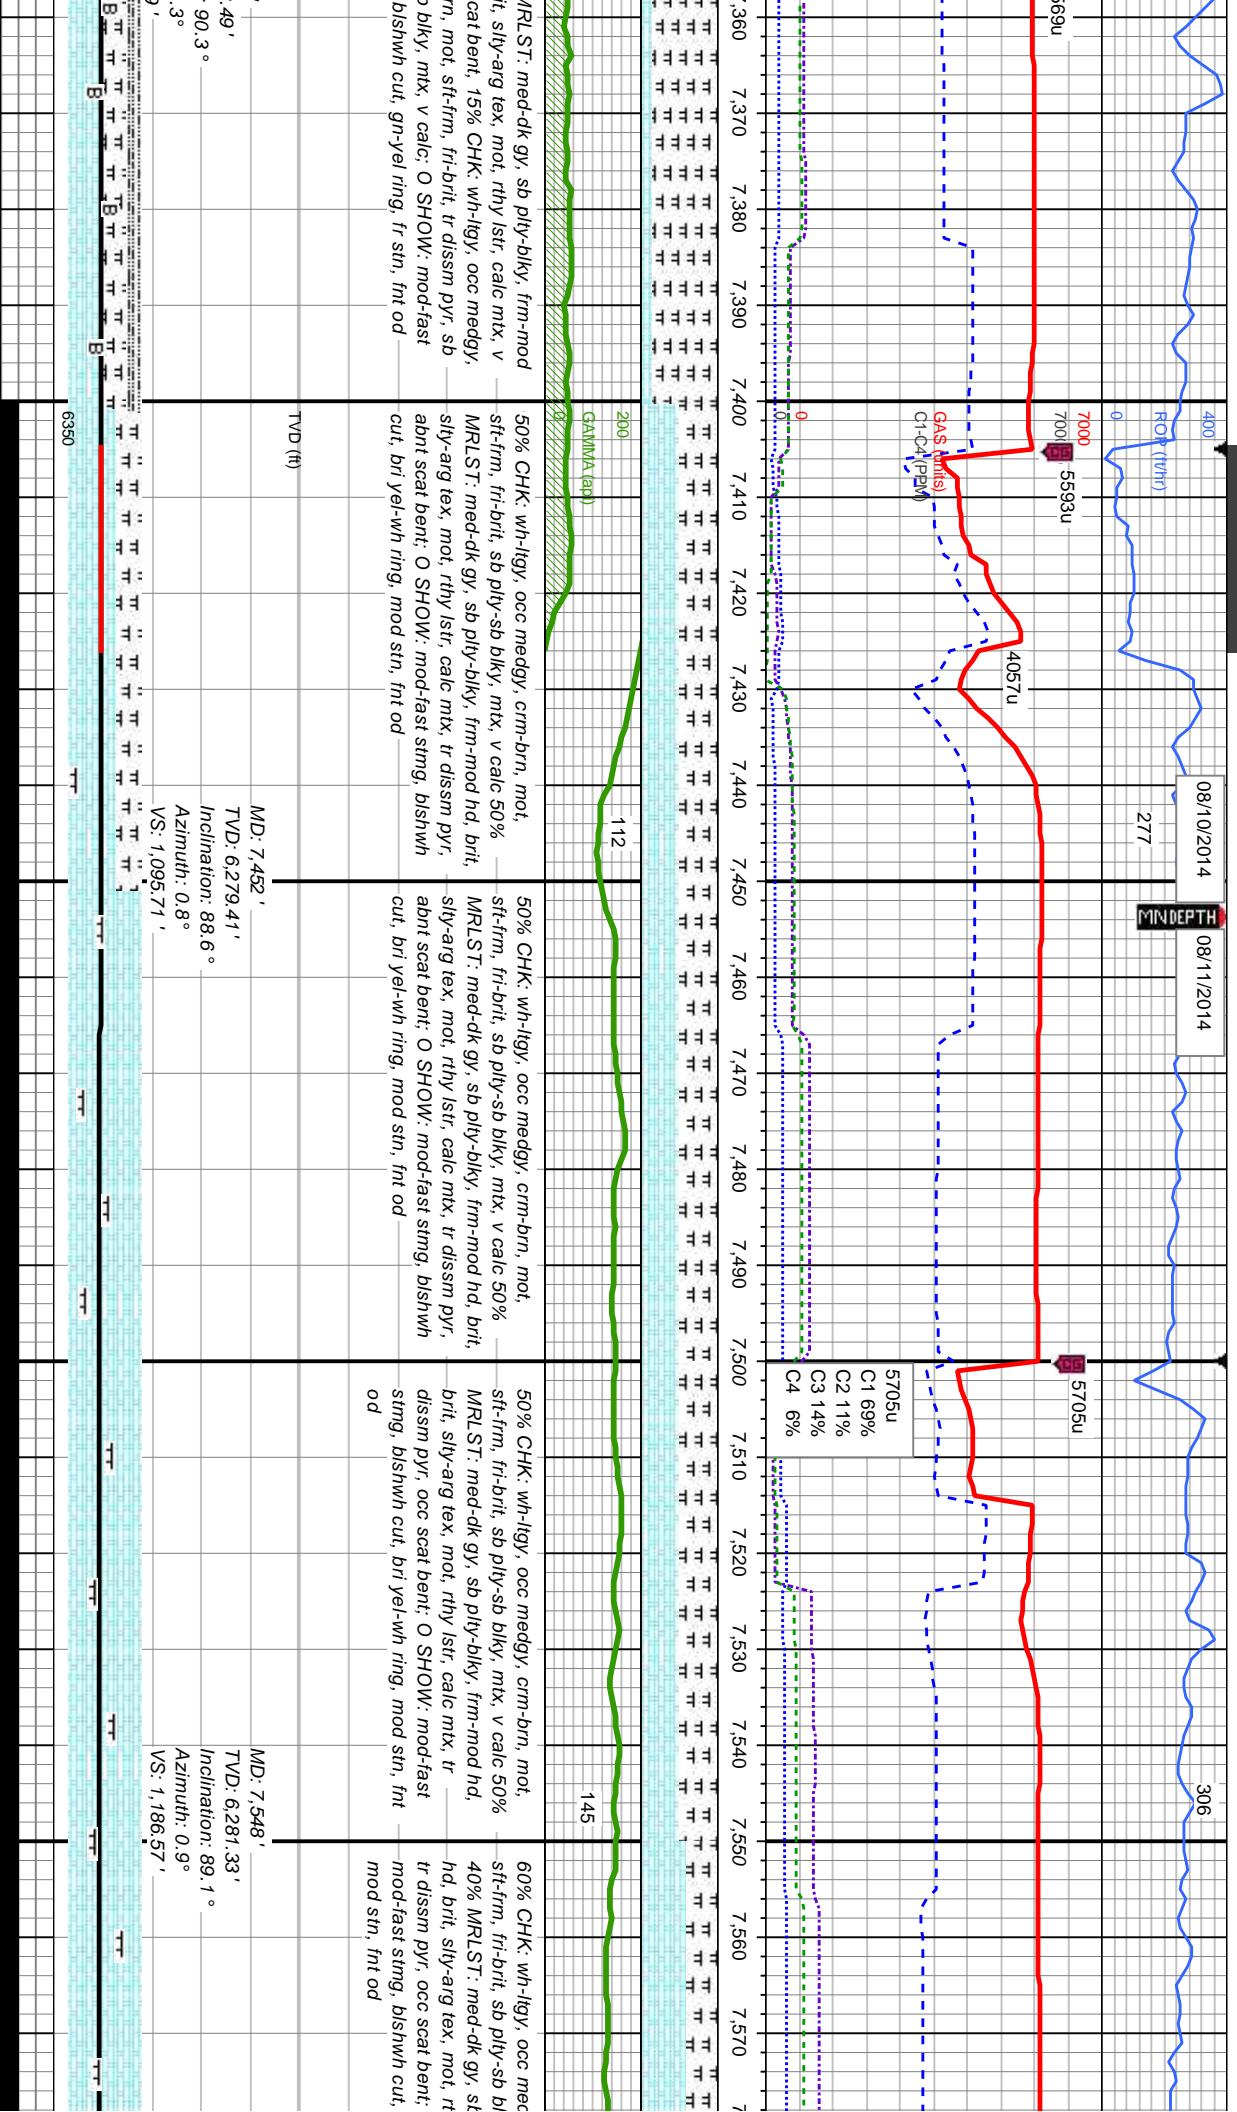 7,360
7,370
7,380
7,390
7,400
7,410
7,420
7,430
7,440
7,450
7,460
7,470
7,480
7,490
7,500
7,510
7,520
7,530
7,540
7,550
7,560
7,570
569u
400
ROP (ft/hr)
0
7000
GAS (units)
0
C1-C4 (PPM)
0
5593u
4057u
08/10/2014
MN DEPTH
08/11/2014
277
5705u
5705u
C1 69%
C2 11%
C3 14%
C4 6%
306
200
GAMMA (api)
112
145
MRLST: med-dk gy, sb plty-blky, frm-mod
slty-arg tex, mot, rthy lstr, calc mtx, v
cat bent, 15% CHK: wh-ltgy, occ medgy,
mot, sft-frm, fri-brit, tr dissm pyr, sb
blky, mtx, v calc; O SHOW: mod-fast
blshwh cut, gn-yel ring, fr stn, fnt od
50% CHK: wh-ltgy, occ medgy, crm-brn, mot,
sft-frm, fri-brit, sb plty-sb blky, mtx, v calc 50%
MRLST: med-dk gy, sb plty-blky, frm-mod hd, brit,
slty-arg tex, mot, rthy lstr, calc mtx, tr dissm pyr,
abnt scat bent; O SHOW: mod-fast stmg, blshwh
cut, bri yel-wh ring, mod stn, fnt od
50% CHK: wh-ltgy, occ medgy, crm-brn, mot,
sft-frm, fri-brit, sb plty-sb blky, mtx, v calc 50%
MRLST: med-dk gy, sb plty-blky, frm-mod hd, brit,
slty-arg tex, mot, rthy lstr, calc mtx, tr dissm pyr,
abnt scat bent; O SHOW: mod-fast stmg, blshwh
cut, bri yel-wh ring, mod stn, fnt od
50% CHK: wh-ltgy, occ medgy, crm-brn, mot,
sft-frm, fri-brit, sb plty-sb blky, mtx, v calc 50%
MRLST: med-dk gy, sb plty-blky, frm-mod hd,
brit, slty-arg tex, mot, rthy lstr, calc mtx, tr
dissm pyr, occ scat bent; O SHOW: mod-fast
stmg, blshwh cut, bri yel-wh ring, mod stn, fnt
od
60% CHK: wh-ltgy, occ med
sft-frm, fri-brit, sb plty-sb bl
40% MRLST: med-dk gy, sb
hd, brit, slty-arg tex, mot, rt
tr dissm pyr, occ scat bent;
mod-fast stmg, blshwh cut,
mod stn, fnt od
.49'
90.3°
.3°
9'
TVD (ft)
6350
MD: 7,452'
TVD: 6,279.41'
Inclination: 88.6°
Azimuth: 0.8°
VS: 1,095.71'
MD: 7,548'
TVD: 6,281.33'
Inclination: 89.1°
Azimuth: 0.9°
VS: 1,186.57'
B
B
B
B